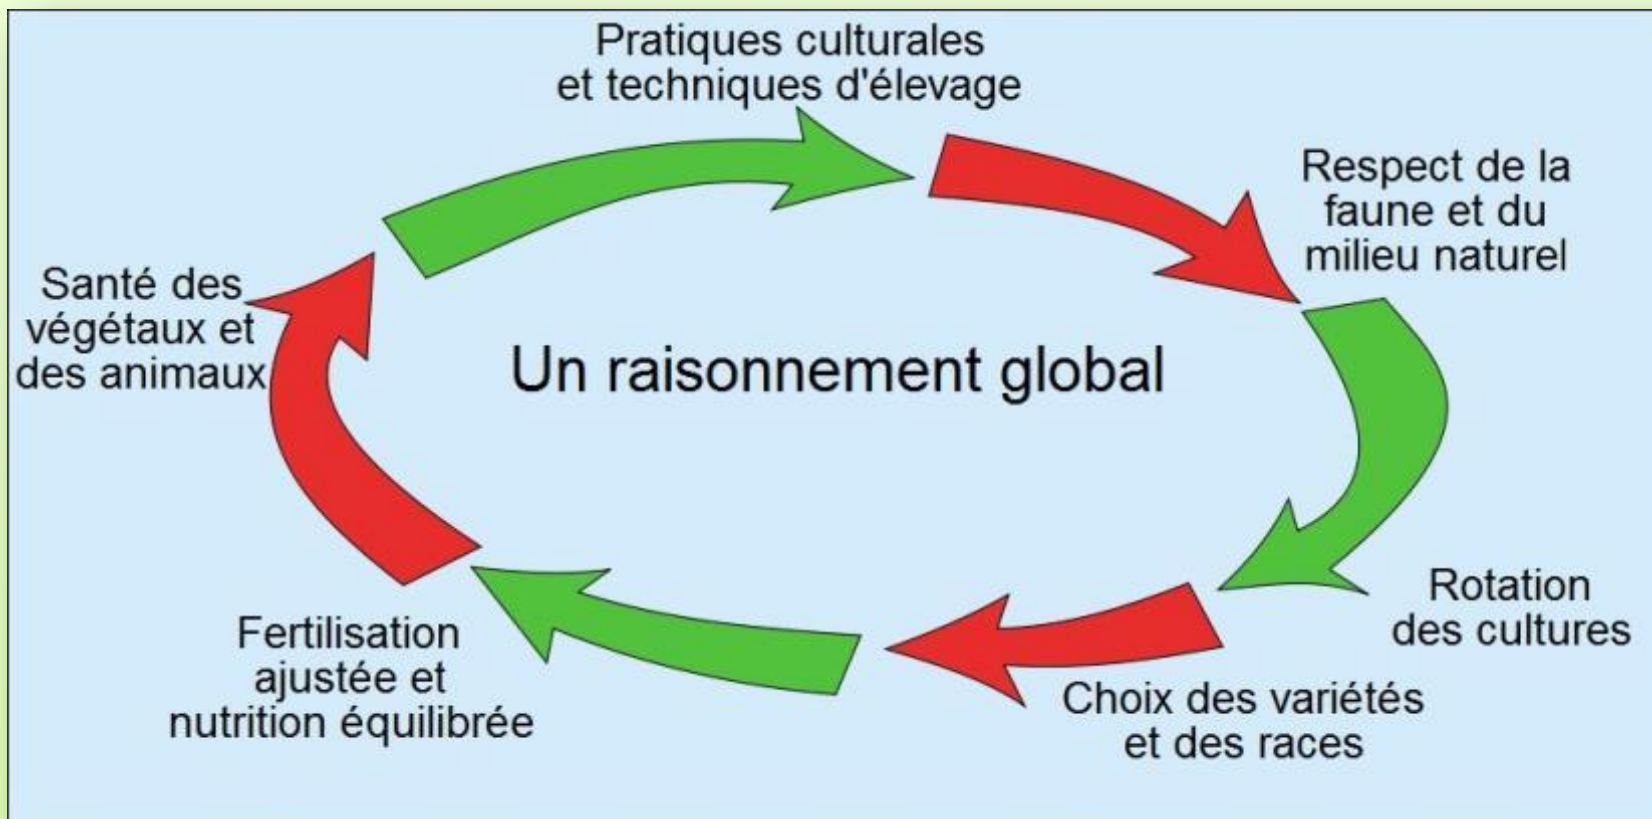 Pratiques culturales
et techniques d'élevage
Respect de la
faune et du
milieu naturel
Santé des
végétaux et
des animaux
Un raisonnement global
Rotation
des cultures
Fertilisation
ajustée et
nutrition équilibrée
Choix des variétés
et des races